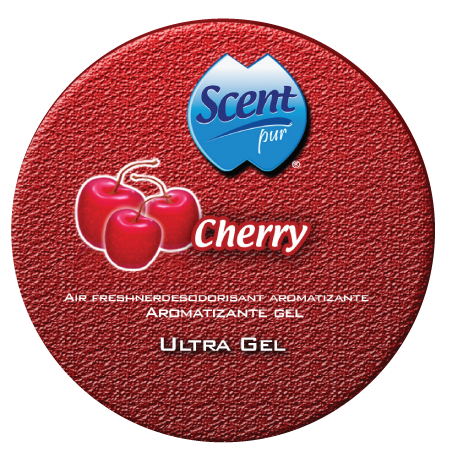 Scent
pur
®
Cherry
AIR FRESHNERDESODORISANT AROMATIZANTE
AROMATIZANTE GEL
ULTRA GEL